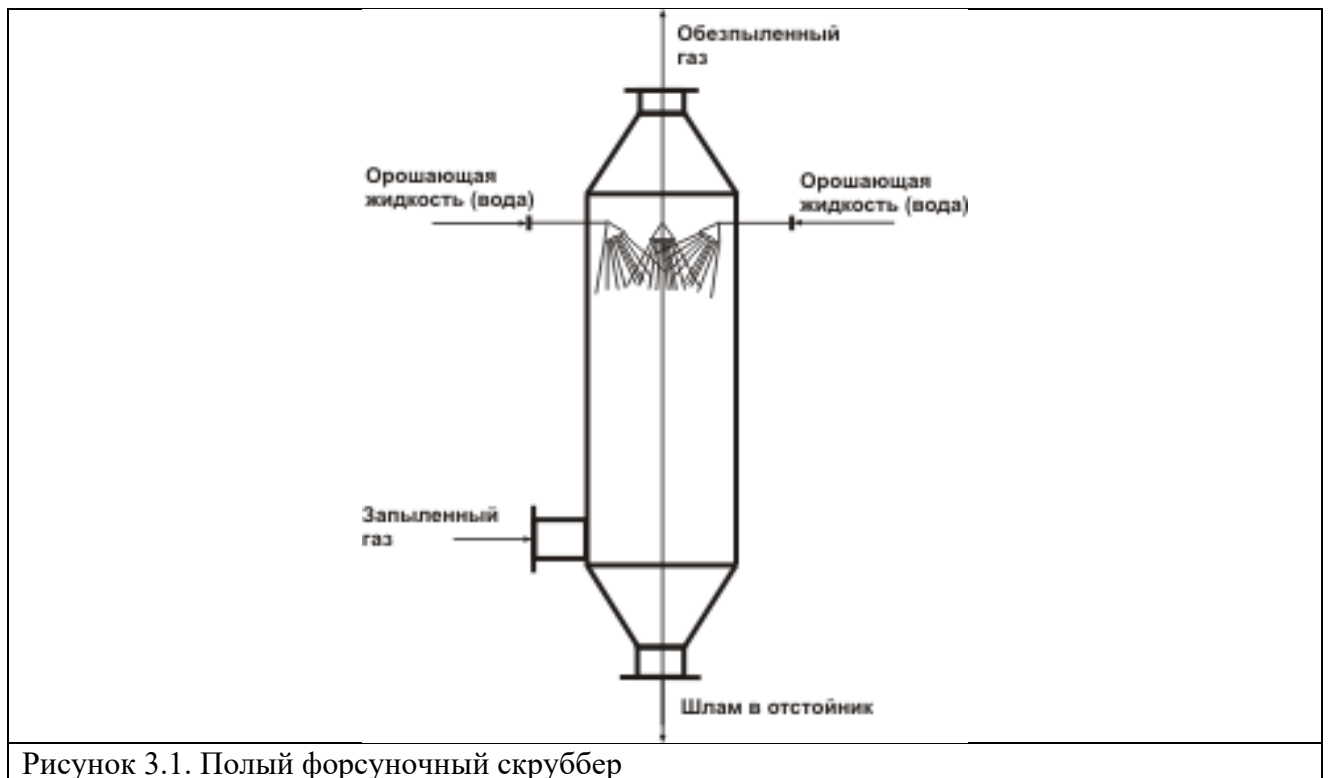 Обезпыленный
газ
Орошающая
жидкость (вода)
Орошающая
жидкость (вода)
Запыленный
газ
Шлам в отстойник
Рисунок 3.1. Полый форсуночный скруббер